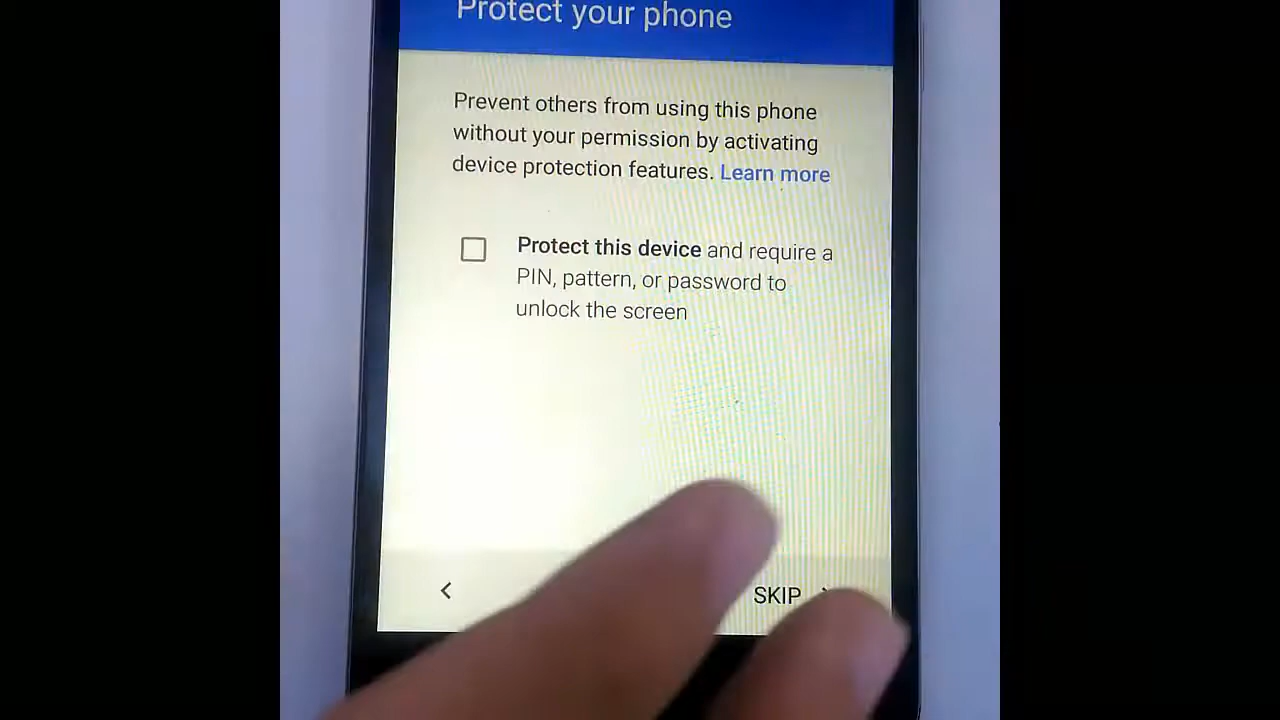 Protect your phone
Prevent others from using this phone
without your permission by activating
device protection features. Learn more
Protect this device and require a
PIN, pattern, or password to
unlock the screen
SKIP